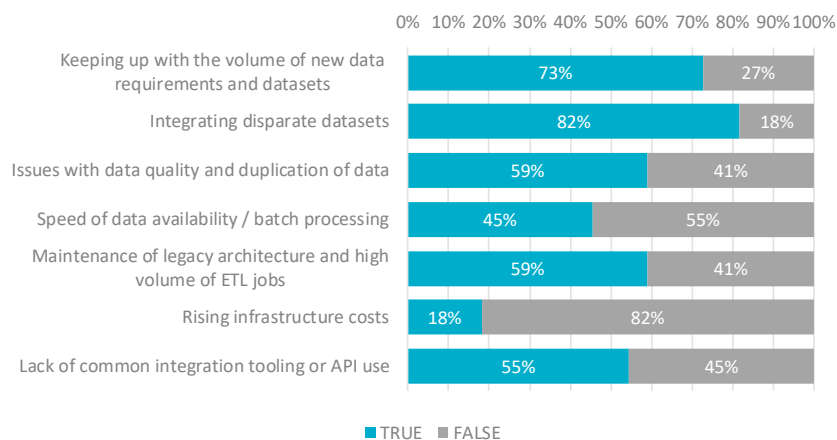 0% 10% 20% 30% 40% 50% 60% 70% 80% 90% 100%
Keeping up with the volume of new data
requirements and datasets
73% 27%
Integrating disparate datasets 82% 18%
Issues with data quality and duplication of data 59% 41%
Speed of data availability / batch processing 45% 55%
Maintenance of legacy architecture and high
volume of ETL jobs
59% 41%
Rising infrastructure costs 18% 82%
Lack of common integration tooling or API use 55% 45%
TRUE FALSE